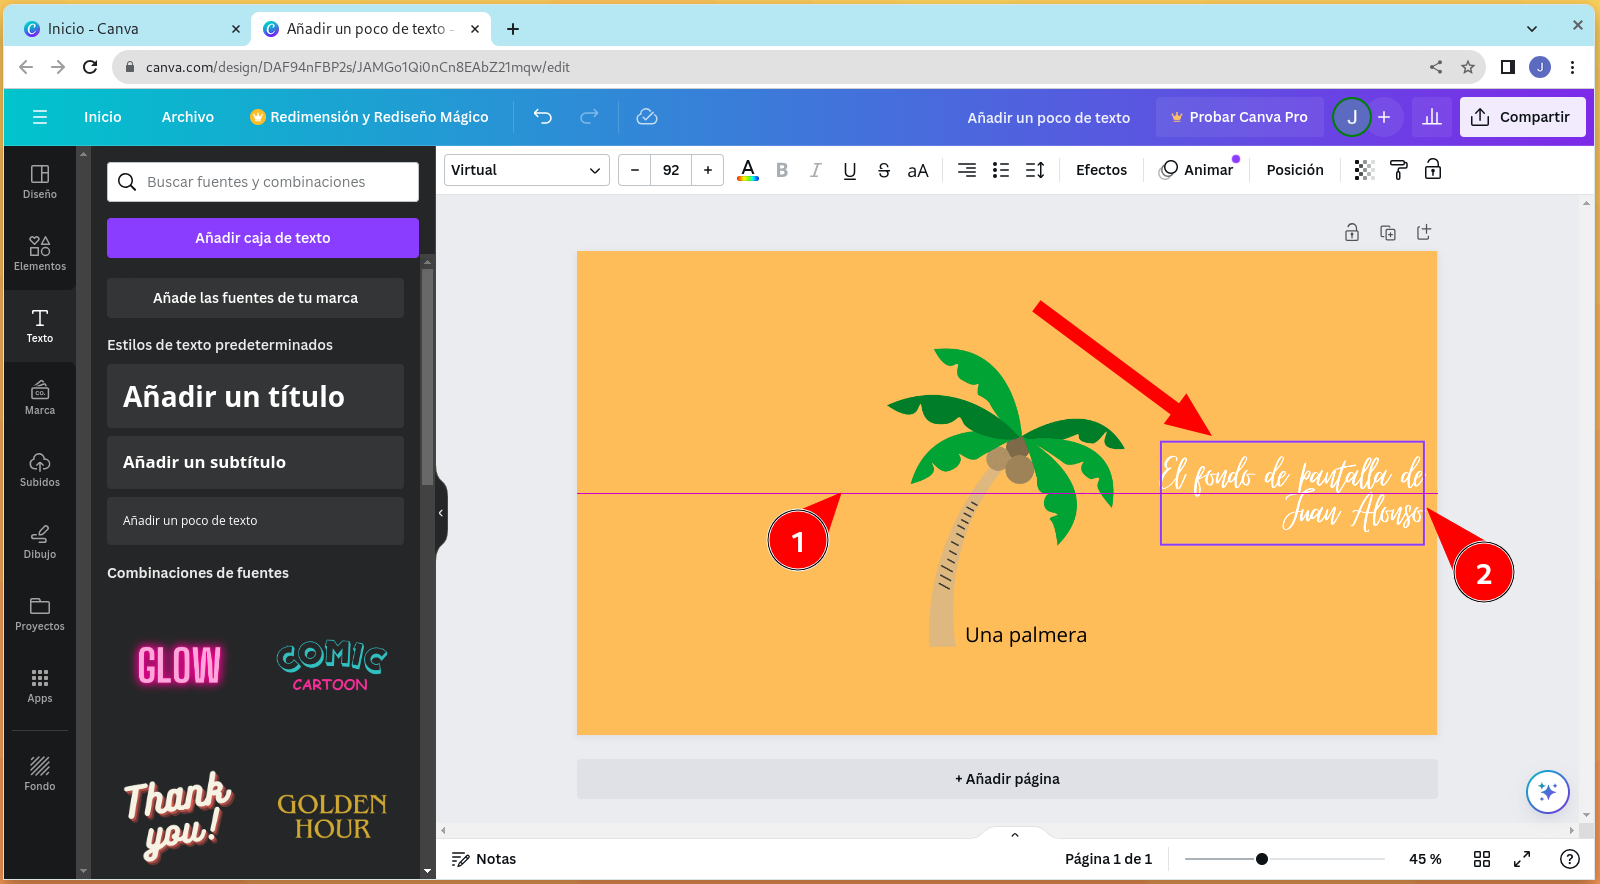 Inicio - Canva
Añadir un poco de texto -
canva.com/design/DAF94nFBP2s/JAMGo1Qi0nCn8EAbZ21mqw/edit
J
Inicio
Archivo
Redimensión y Rediseño Mágico
Añadir un poco de texto
Probar Canva Pro
J
+
Compartir
Diseño
Elementos
Texto
Marca
Subidos
Dibujo
Proyectos
Apps
Fondo
Buscar fuentes y combinaciones
Añadir caja de texto
Añade las fuentes de tu marca
Estilos de texto predeterminados
Añadir un título
Añadir un subtítulo
Añadir un poco de texto
Combinaciones de fuentes
GLOW
COMIC
CARTOON
Thank
you!
GOLDEN
HOUR
Virtual
– 92 +
A B I U S aA
Efectos
Animar
Posición
El fondo de pantalla de
Juan Alonso
1
2
Una palmera
+ Añadir página
Notas
Página 1 de 1
45 %
?